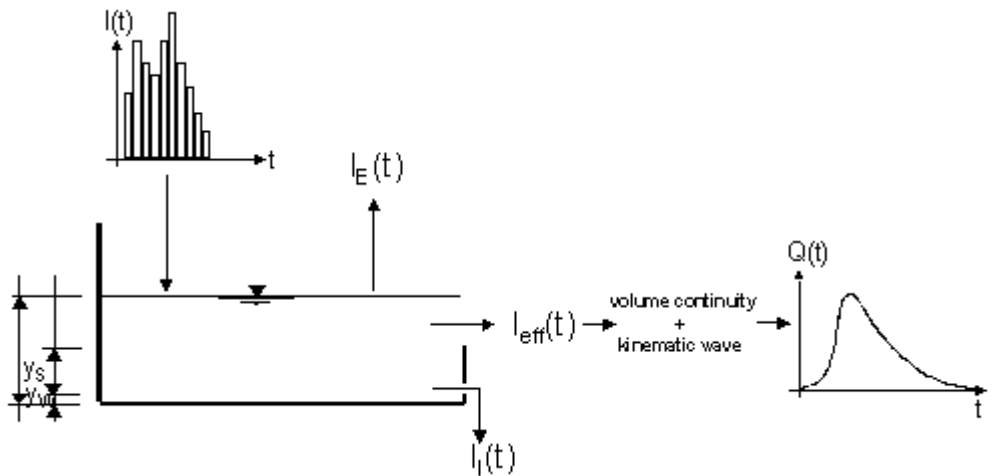 I(t)
t
I_E(t)
Q(t)
volume continuity
+
kinematic wave
I_eff(t)
y_s
t
I_I(t)